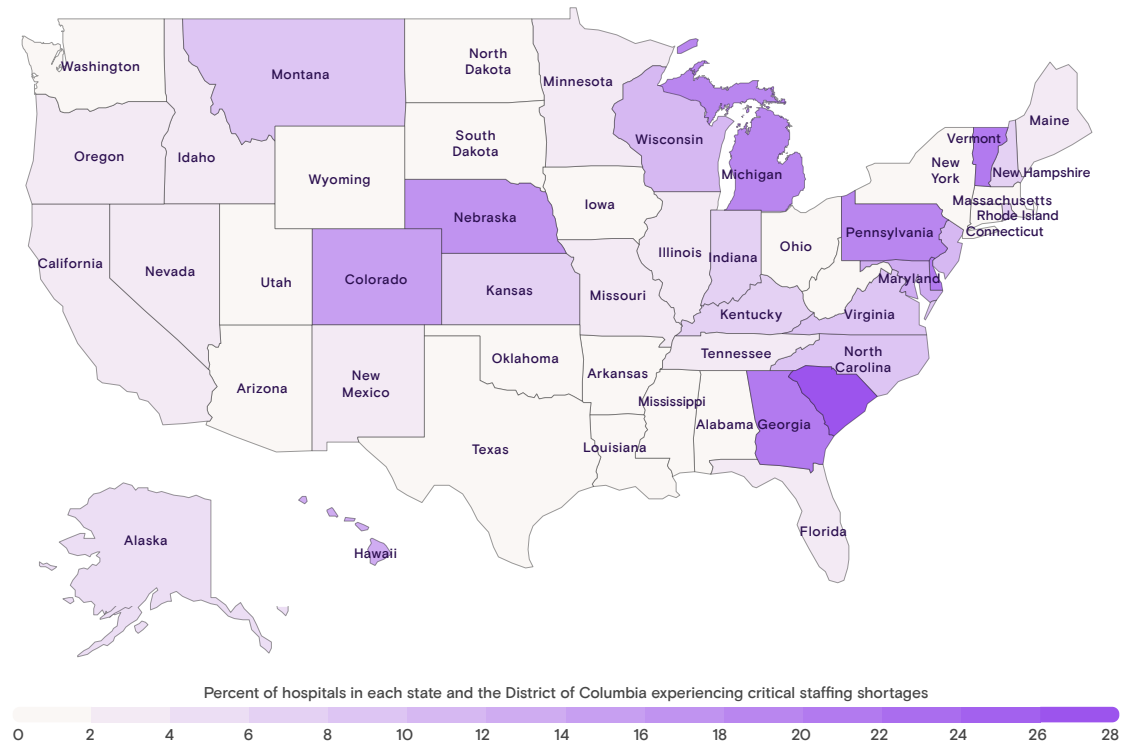 Washington
Montana
North
Dakota
Minnesota
Maine
Oregon
Idaho
South
Dakota
Wisconsin
Michigan
Vermont
New
York
New Hampshire
Wyoming
Massachusetts
Rhode Island
Connecticut
Nebraska
Iowa
Pennsylvania
California
Nevada
Utah
Colorado
Kansas
Missouri
Illinois
Indiana
Ohio
Maryland
Kentucky
Virginia
Tennessee
North
Carolina
Arizona
New
Mexico
Oklahoma
Arkansas
Mississippi
Alabama
Georgia
Texas
Louisiana
Florida
Alaska
Hawaii
Percent of hospitals in each state and the District of Columbia experiencing critical staffing shortages
0 2 4 6 8 10 12 14 16 18 20 22 24 26 28